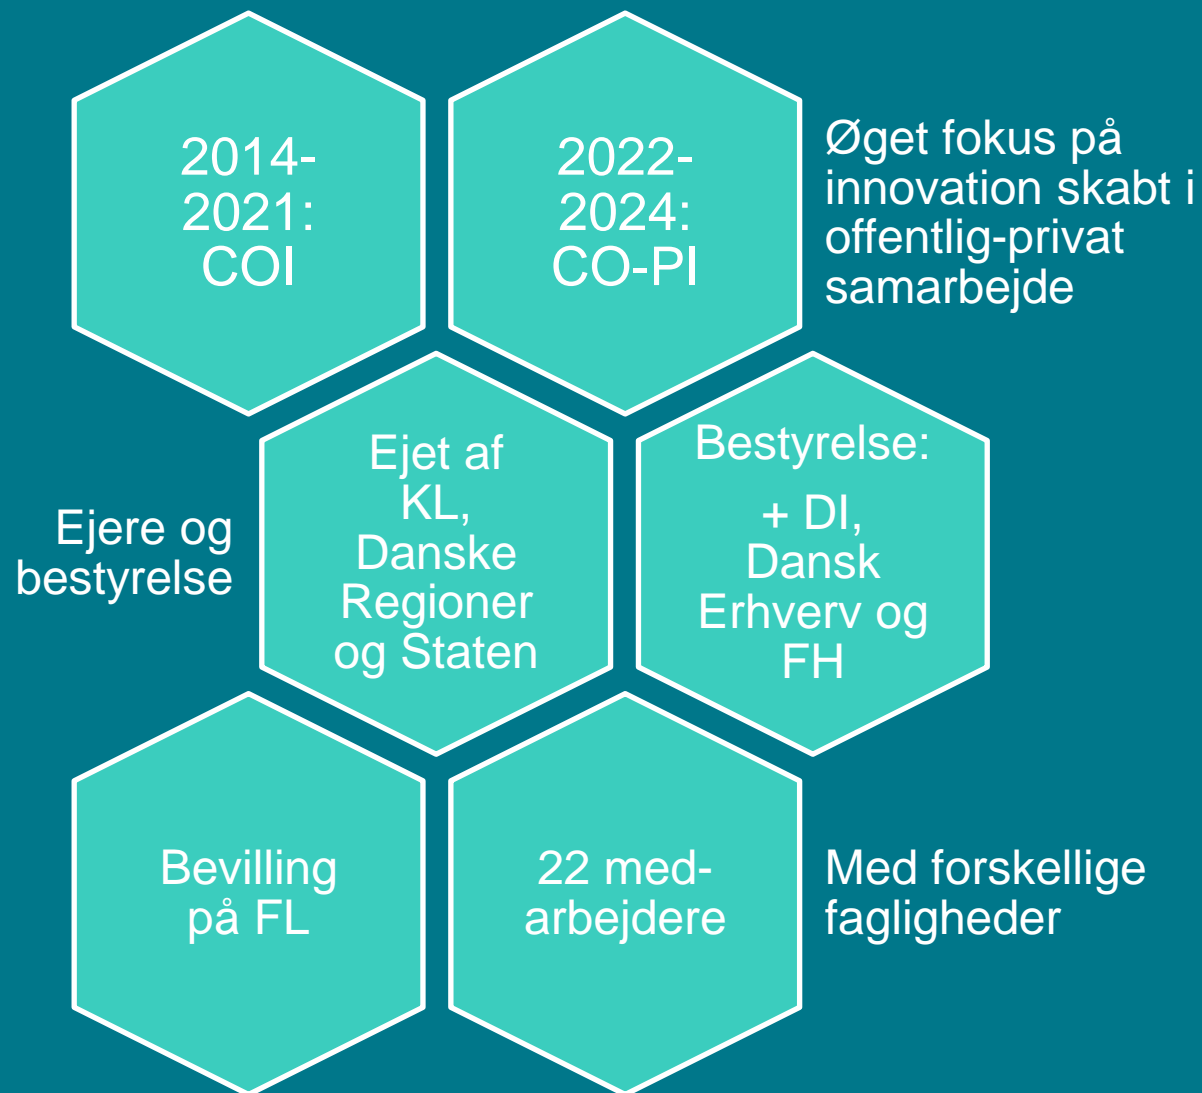 2014-
2021:
COI
2022-
2024:
CO-PI
Øget fokus på
innovation skabt i
offentlig-privat
samarbejde
Ejere og
bestyrelse
Ejet af
KL,
Danske
Regioner
og Staten
Bestyrelse:
+ DI,
Dansk
Erhverv og
FH
Bevilling
på FL
22 med-
arbejdere
Med forskellige
fagligheder